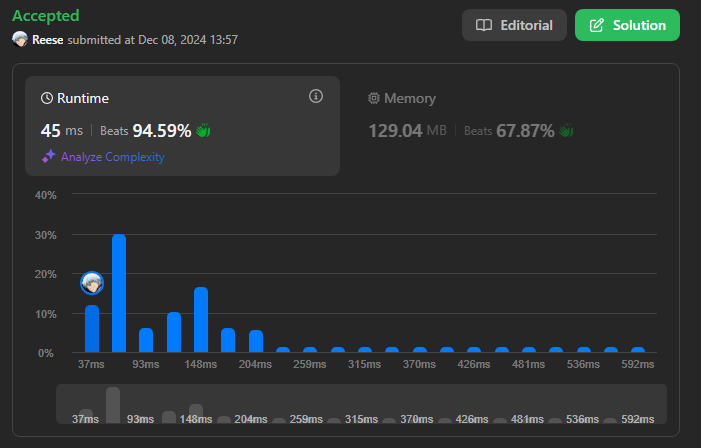 Accepted
Reese submitted at Dec 08, 2024 13:57
Editorial
Solution
Runtime
45 ms | Beats 94.59%
Analyze Complexity
Memory
129.04 MB | Beats 67.87%
40%
30%
20%
10%
0%
37ms 93ms 148ms 204ms 259ms 315ms 370ms 426ms 481ms 536ms 592ms
37ms 93ms 148ms 204ms 259ms 315ms 370ms 426ms 481ms 536ms 592ms